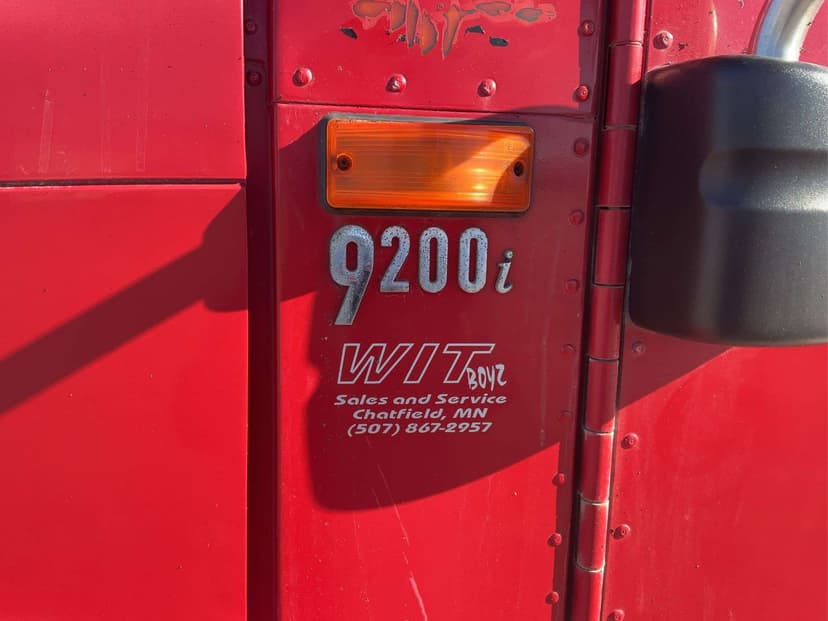 9200i
WIT BOYZ
Sales and Service
Chatfield, MN
(507) 867-2957